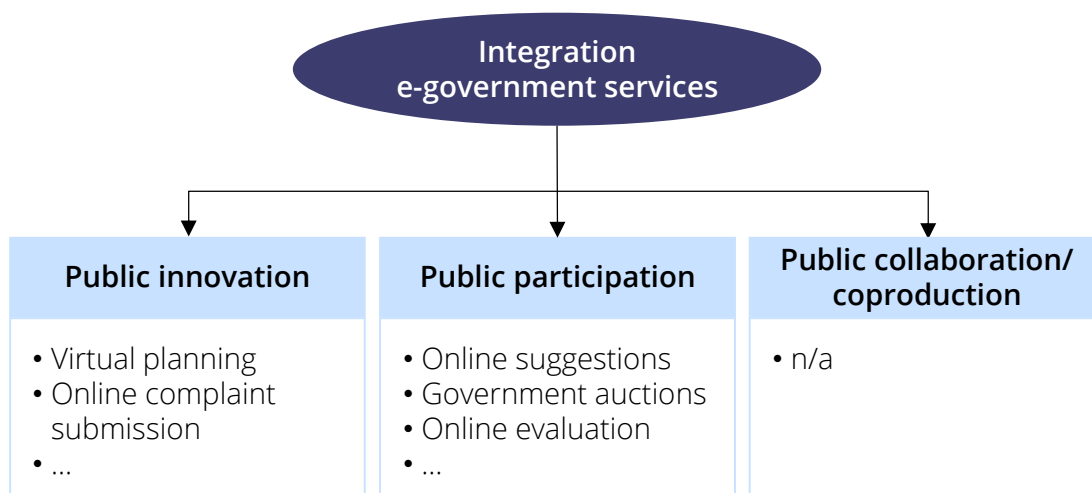 Integration
e-government services
Public innovation
• Virtual planning
• Online complaint
submission
• ...
Public participation
• Online suggestions
• Government auctions
• Online evaluation
• ...
Public collaboration/
coproduction
• n/a